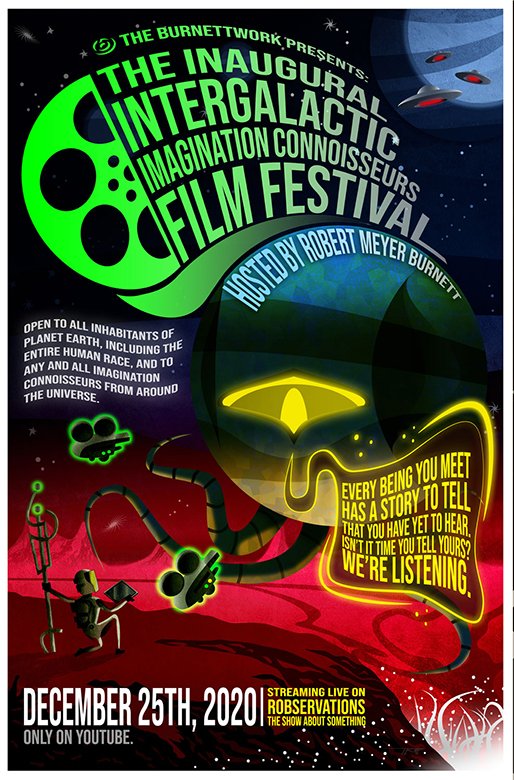 THE BURNETTWORK PRESENTS:
THE INAUGURAL
INTERGALACTIC
IMAGINATION CONNOISSEURS
FILM FESTIVAL
HOSTED BY ROBERT MEYER BURNETT
OPEN TO ALL INHABITANTS OF
PLANET EARTH, INCLUDING THE
ENTIRE HUMAN RACE, AND TO
ANY AND ALL IMAGINATION
CONNOISSEURS FROM AROUND
THE UNIVERSE.
EVERY BEING YOU MEET
HAS A STORY TO TELL
THAT YOU HAVE YET TO HEAR.
ISN'T IT TIME YOU TELL YOURS?
WE'RE LISTENING.
DECEMBER 25TH, 2020
ONLY ON YOUTUBE.
STREAMING LIVE ON
ROBSERVATIONS
THE SHOW ABOUT SOMETHING